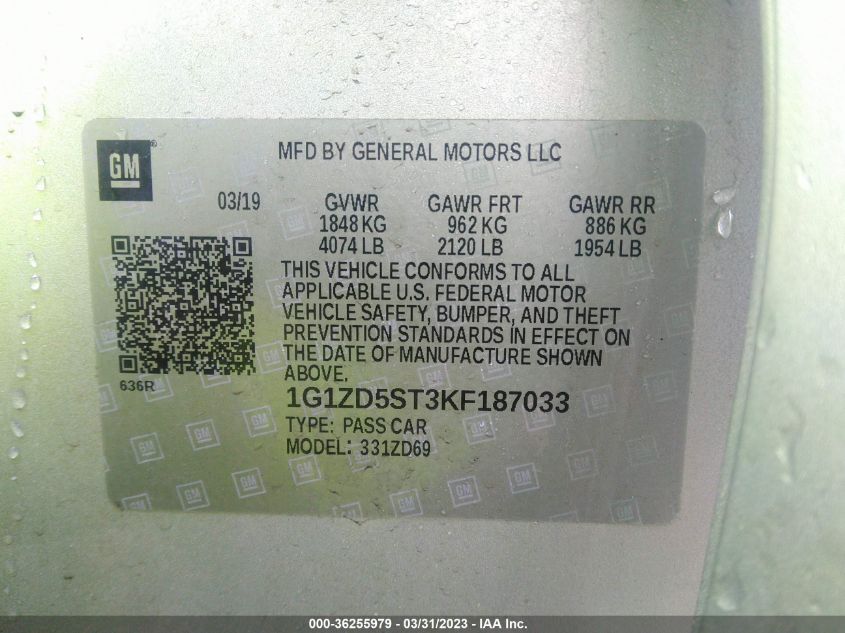 GM®
MFD BY GENERAL MOTORS LLC
03/19 GVWR GAWR FRT GAWR RR
1848 KG 962 KG 886 KG
4074 LB 2120 LB 1954 LB
THIS VEHICLE CONFORMS TO ALL
APPLICABLE U.S. FEDERAL MOTOR
VEHICLE SAFETY, BUMPER, AND THEFT
PREVENTION STANDARDS IN EFFECT ON
THE DATE OF MANUFACTURE SHOWN
ABOVE.
636R
1G1ZD5ST3KF187033
TYPE: PASS CAR
MODEL: 331ZD69
000-36255979 - 03/31/2023 - IAA Inc.